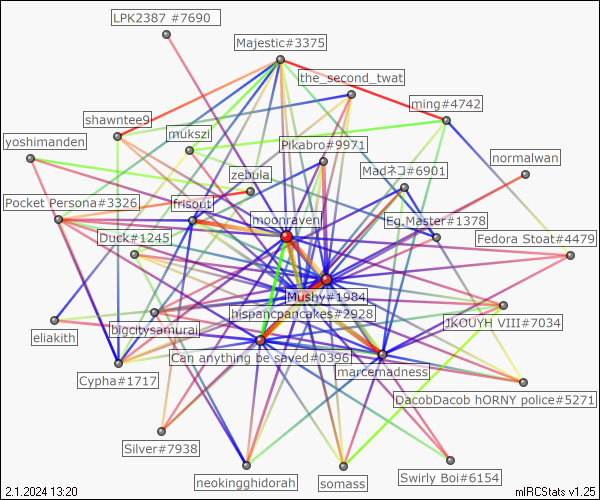 LPK2387 #7690
Majestic#3375
the_second_twat
ming#4742
shawntee9
mukszi
yoshimanden
Pikabro#9971
normalwan
Madネコ#6901
zebula
Pocket Persona#3326
frisout
moonraven
Eg.Master#1378
Duck#1245
Fedora Stoat#4479
Mushy#1984
hispancpancakes#2928
JKOUYH VIII#7034
bigcitysamurai
eliakith
Can anything be saved#0396
marcemadness
Cypha#1717
DacobDacob hORNY police#5271
Silver#7938
neokingghidorah
somass
Swirly Boi#6154
2.1.2024 13:20
mIRCStats v1.25